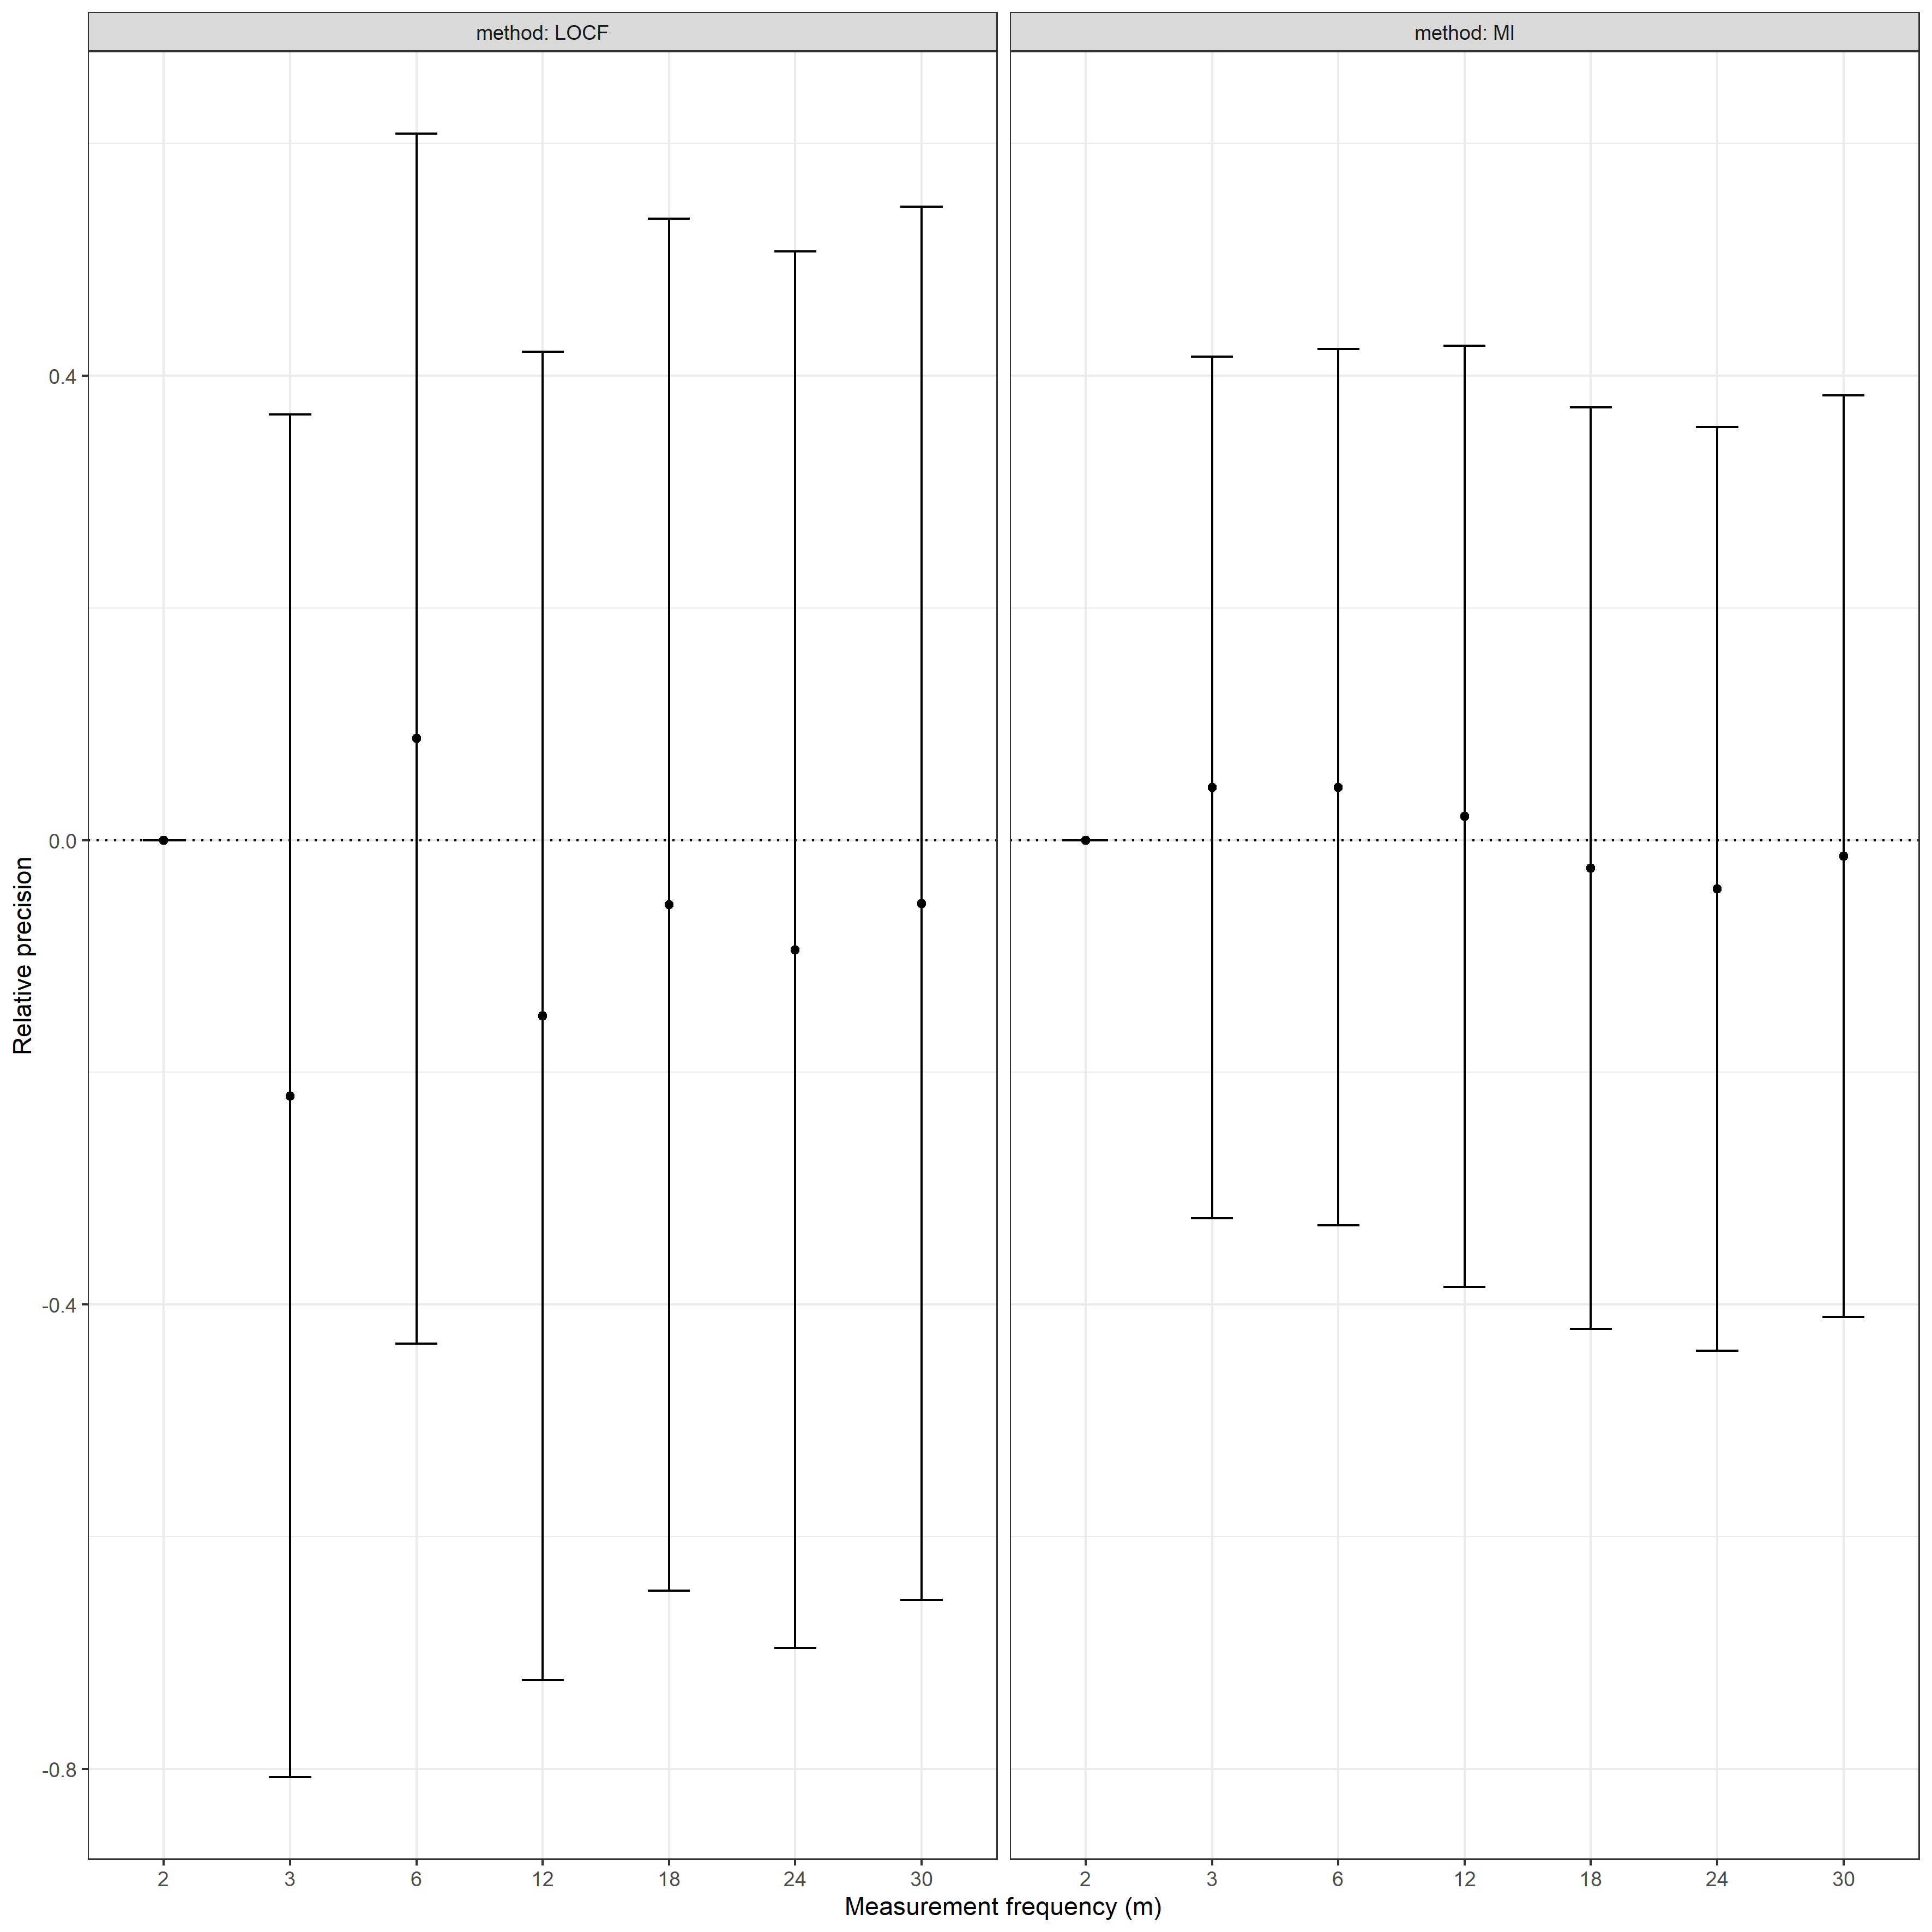 method: LOCF
method: MI
Relative precision
0.4
0.0
-0.4
-0.8
2 3 6 12 18 24 30
2 3 6 12 18 24 30
Measurement frequency (m)